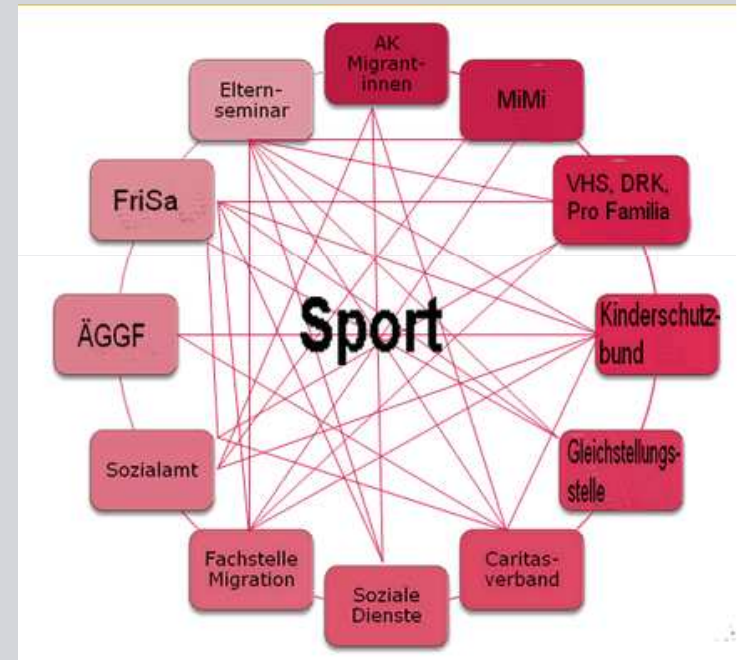 AK
Migrant-
innen
MiMi
VHS, DRK,
Pro Familia
Kinderschutz-
bund
Gleichstellungs-
stelle
Caritas-
verband
Soziale
Dienste
Fachstelle
Migration
Sozialamt
ÄGGF
FriSa
Eltern-
seminar
Sport